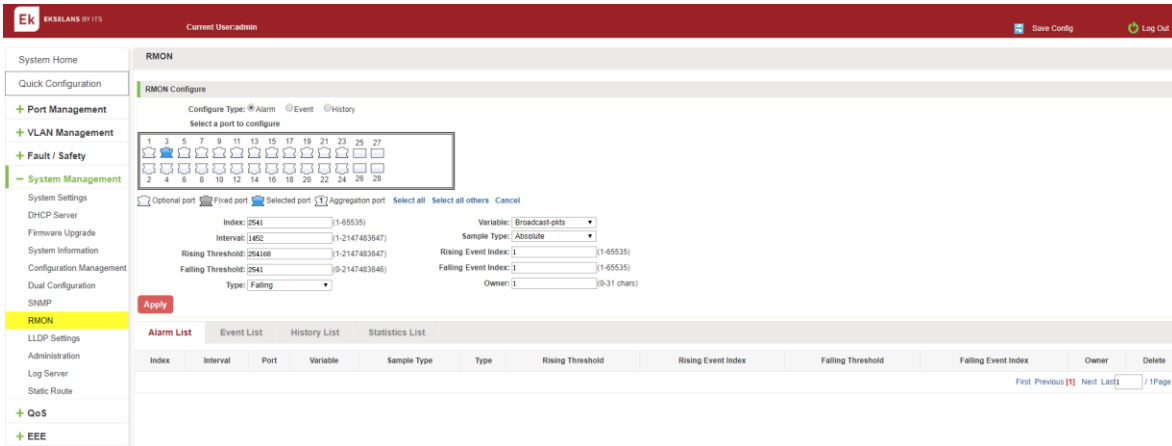 Ek EKSELANS BY ITS
Current User:admin
Save Config
Log Out
System Home
Quick Configuration
+ Port Management
+ VLAN Management
+ Fault / Safety
− System Management
System Settings
DHCP Server
Firmware Upgrade
System Information
Configuration Management
Dual Configuration
SNMP
RMON
LLDP Settings
Administration
Log Server
Static Route
+ QoS
+ EEE
RMON
RMON Configure
Configure Type: Alarm Event History
Select a port to configure
1 3 5 7 9 11 13 15 17 19 21 23 25 27
2 4 6 8 10 12 14 16 18 20 22 24 26 28
Optional port Fixed port Selected port 1 Aggregation port Select all Select all others Cancel
Index: 2541 (1-65535) Variable: Broadcast-pkts
Interval: 1452 (1-2147483647) Sample Type: Absolute
Rising Threshold: 254160 (1-2147483647) Rising Event Index: 1 (1-65535)
Falling Threshold: 2541 (0-2147483646) Falling Event Index: 1 (1-65535)
Type: Falling Owner: 1 (0-31 chars)
Apply
Alarm List Event List History List Statistics List
Index Interval Port Variable Sample Type Type Rising Threshold Rising Event Index Falling Threshold Falling Event Index Owner Delete
First Previous [1] Next Last 1 / 1Page